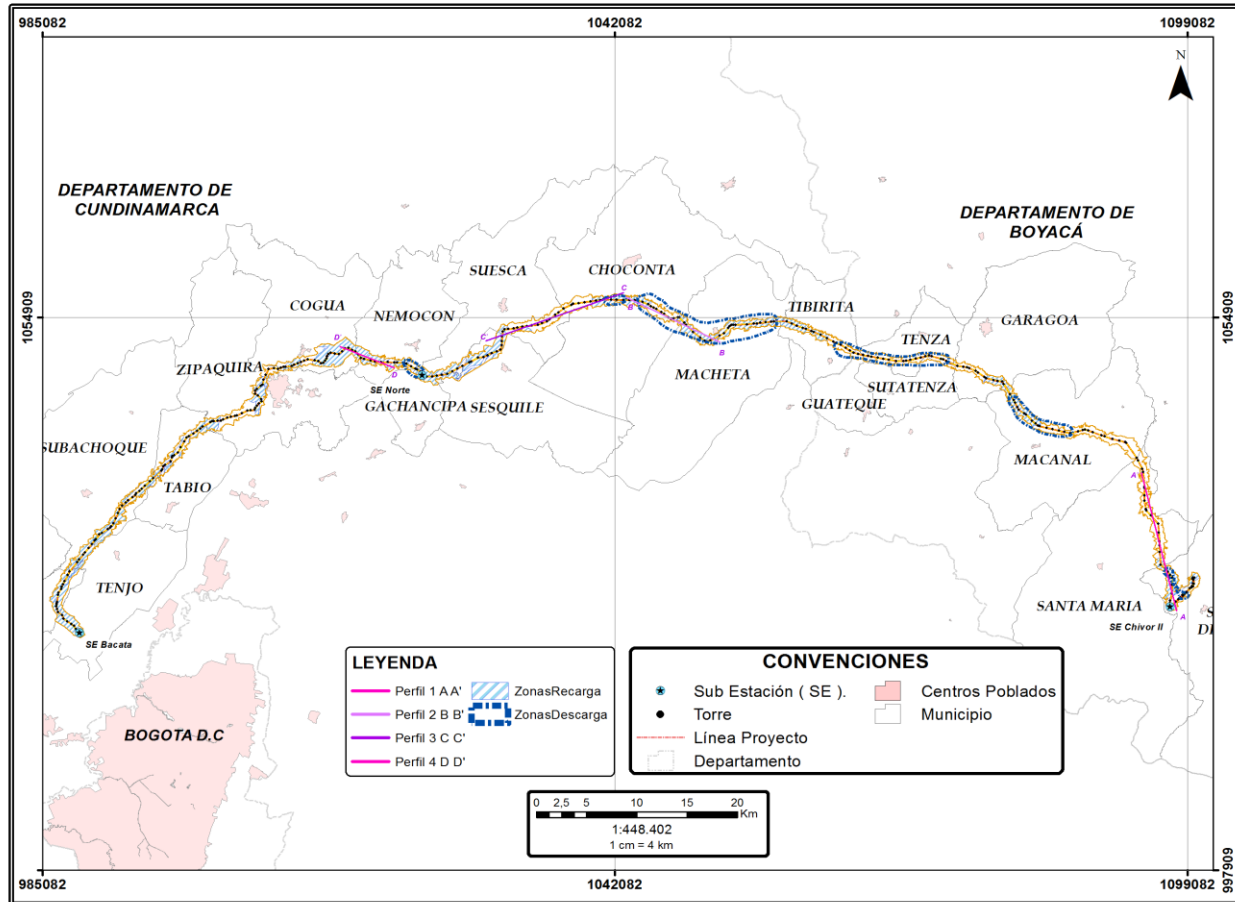 985082
1042082
1099082
N
DEPARTAMENTO DE
CUNDINAMARCA
DEPARTAMENTO DE
BOYACÁ
SUESCA
CHOCONTA
COGUA
NEMOCON
TIBIRITA
GARAGOA
1054909
1054909
TENZA
C
B
C'
D'
B
ZIPAQUIRA
D
SE Norte
MACHETA
SUTATENZA
GACHANCIPA
SESQUILE
GUATEQUE
SUBACHOQUE
MACANAL
TABIO
A'
TENJO
SANTA MARIA
A
SE Chivor II
S
SE Bacata
BOGOTA D.C
LEYENDA
Perfil 1 A A'
ZonasRecarga
Perfil 2 B B'
ZonasDescarga
Perfil 3 C C'
Perfil 4 D D'
CONVENCIONES
Sub Estación ( SE ).
Centros Poblados
Torre
Municipio
Línea Proyecto
Departamento
0 2,5 5 10 15 20
Km
1:448.402
1 cm = 4 km
997909
985082
1042082
1099082